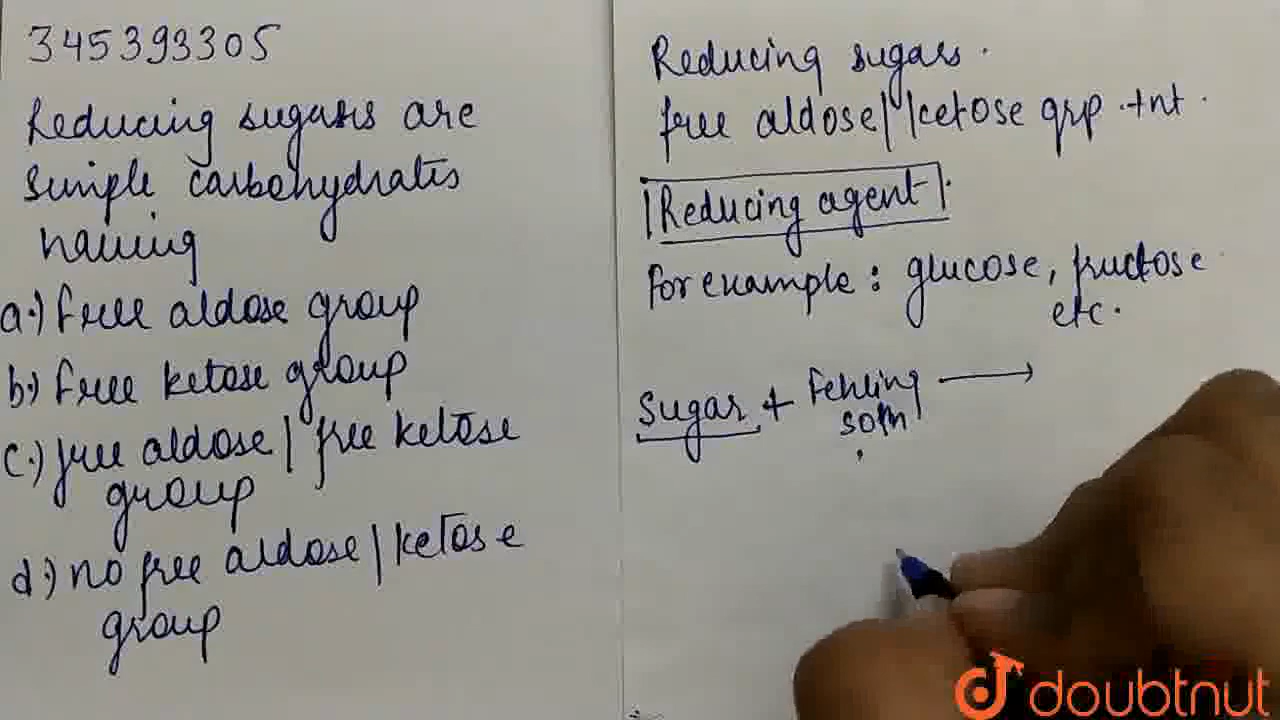 345393305
Reducing sugars are
simple carbohydrates
having
a.) free aldose group
b.) free ketose group
c.) free aldose / free ketose
group
d.) no free aldose / ketose
group
Reducing sugars.
free aldose / ketose grp. +nt.
Reducing agent.
For example: glucose, fructose
etc.
Sugar + Fehling ⟶
soln
doubtnut